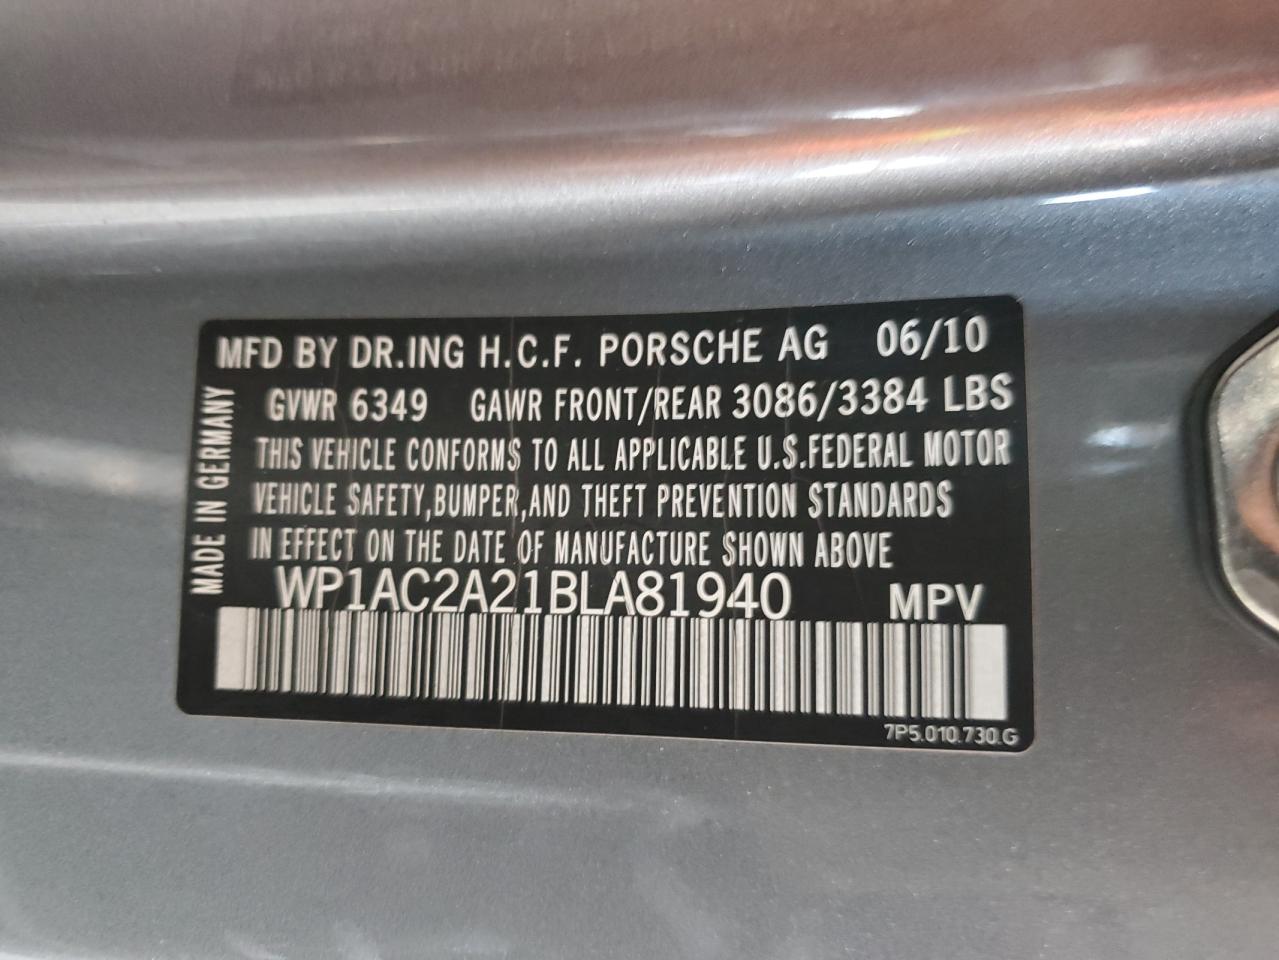 MFD BY DR.ING H.C.F. PORSCHE AG 06/10
GVWR 6349 GAWR FRONT/REAR 3086/3384 LBS
THIS VEHICLE CONFORMS TO ALL APPLICABLE U.S.FEDERAL MOTOR
VEHICLE SAFETY,BUMPER,AND THEFT PREVENTION STANDARDS
IN EFFECT ON THE DATE OF MANUFACTURE SHOWN ABOVE
WP1AC2A21BLA81940 MPV
7P5.010.730.G
MADE IN GERMANY